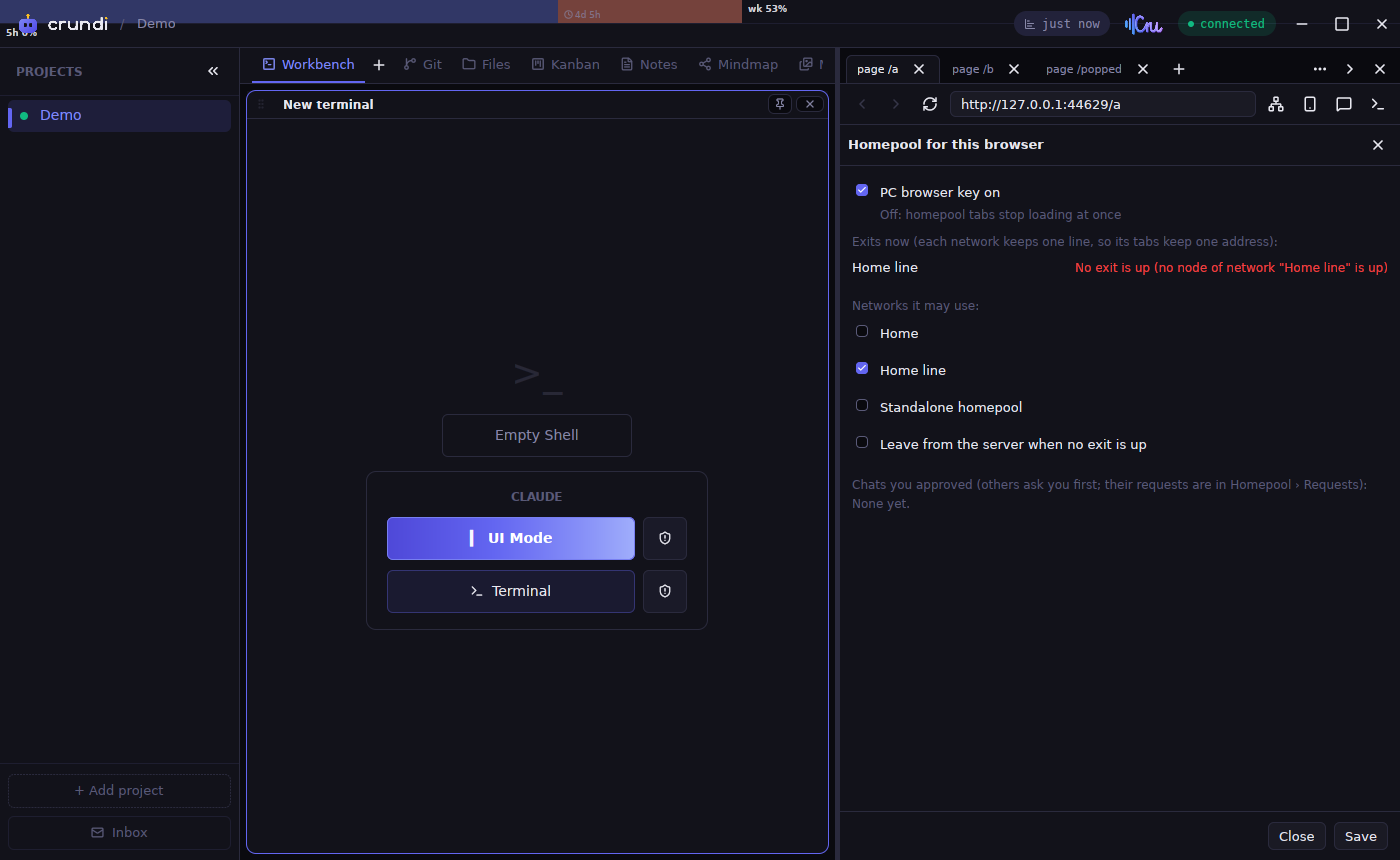 4d 5h
wk 53%
crundi / Demo
just now
Cru
connected
PROJECTS
Demo
+ Add project
Inbox
Workbench
Git
Files
Kanban
Notes
Mindmap
New terminal
>_
Empty Shell
CLAUDE
UI Mode
Terminal
page /a
page /b
page /popped
http://127.0.0.1:44629/a
Homepool for this browser
PC browser key on
Off: homepool tabs stop loading at once
Exits now (each network keeps one line, so its tabs keep one address):
Home line No exit is up (no node of network "Home line" is up)
Networks it may use:
Home
Home line
Standalone homepool
Leave from the server when no exit is up
Chats you approved (others ask you first; their requests are in Homepool › Requests):
None yet.
Close
Save